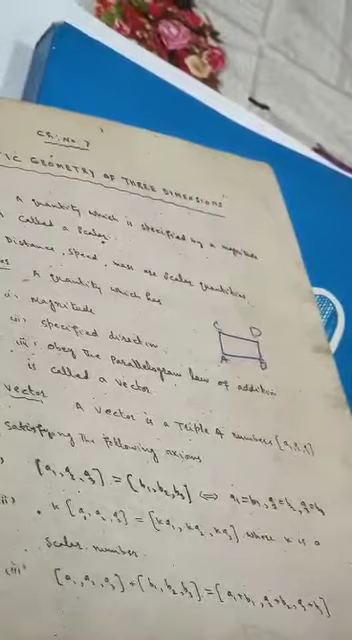 CH: No 7
TIC GEOMETRY OF THREE DIMENSIONS
A quantity which is specified by a magnitude
called a scalar.
Distance, speed, mass are scalar quantities.
A quantity which has
i) magnitude
ii) specified direction
iii) obey the parallelogram law of addition
is called a vector.
C D
A B
vector A vector is a triple of numbers
satisfying the following axioms
[a₁, a₂, a₃] = [b₁, b₂, b₃] ⟺ a₁=b₁, a₂=b₂, a₃=b₃
ii) k[a₁, a₂, a₃] = [ka₁, ka₂, ka₃] where k is a
scalar number.
iii) [a₁, a₂, a₃] + [b₁, b₂, b₃] = [a₁+b₁, a₂+b₂, a₃+b₃]